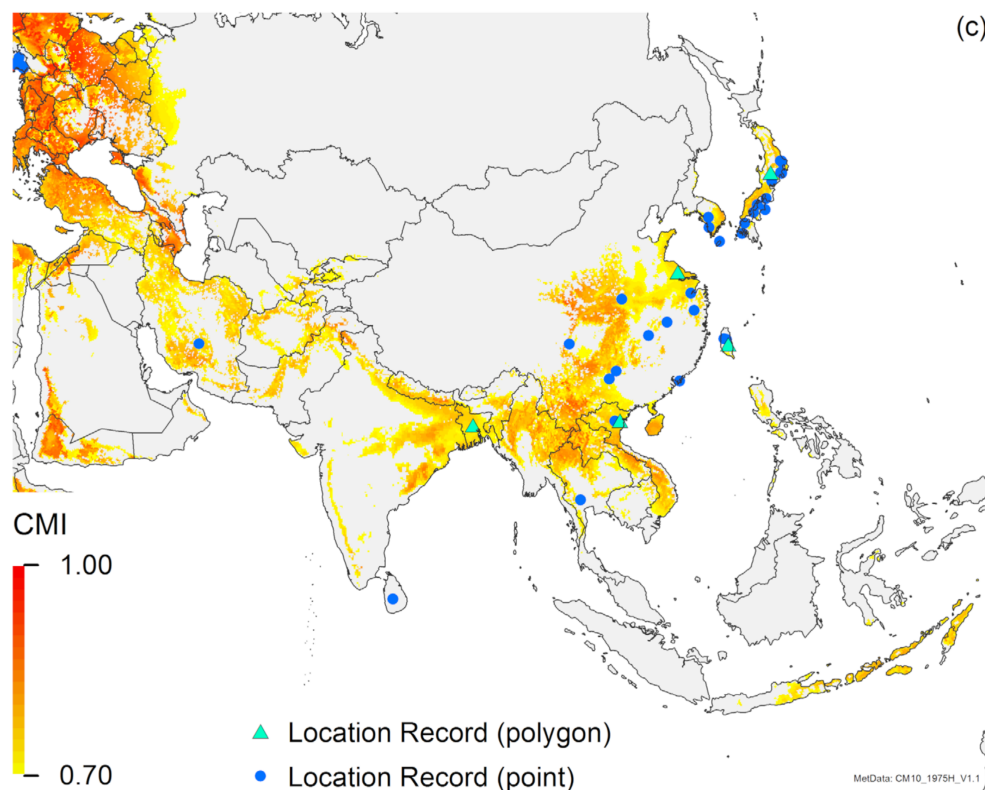 (c)
CMI
1.00
0.70
Location Record (polygon)
Location Record (point)
MetData: CM10_1975H_V1.1